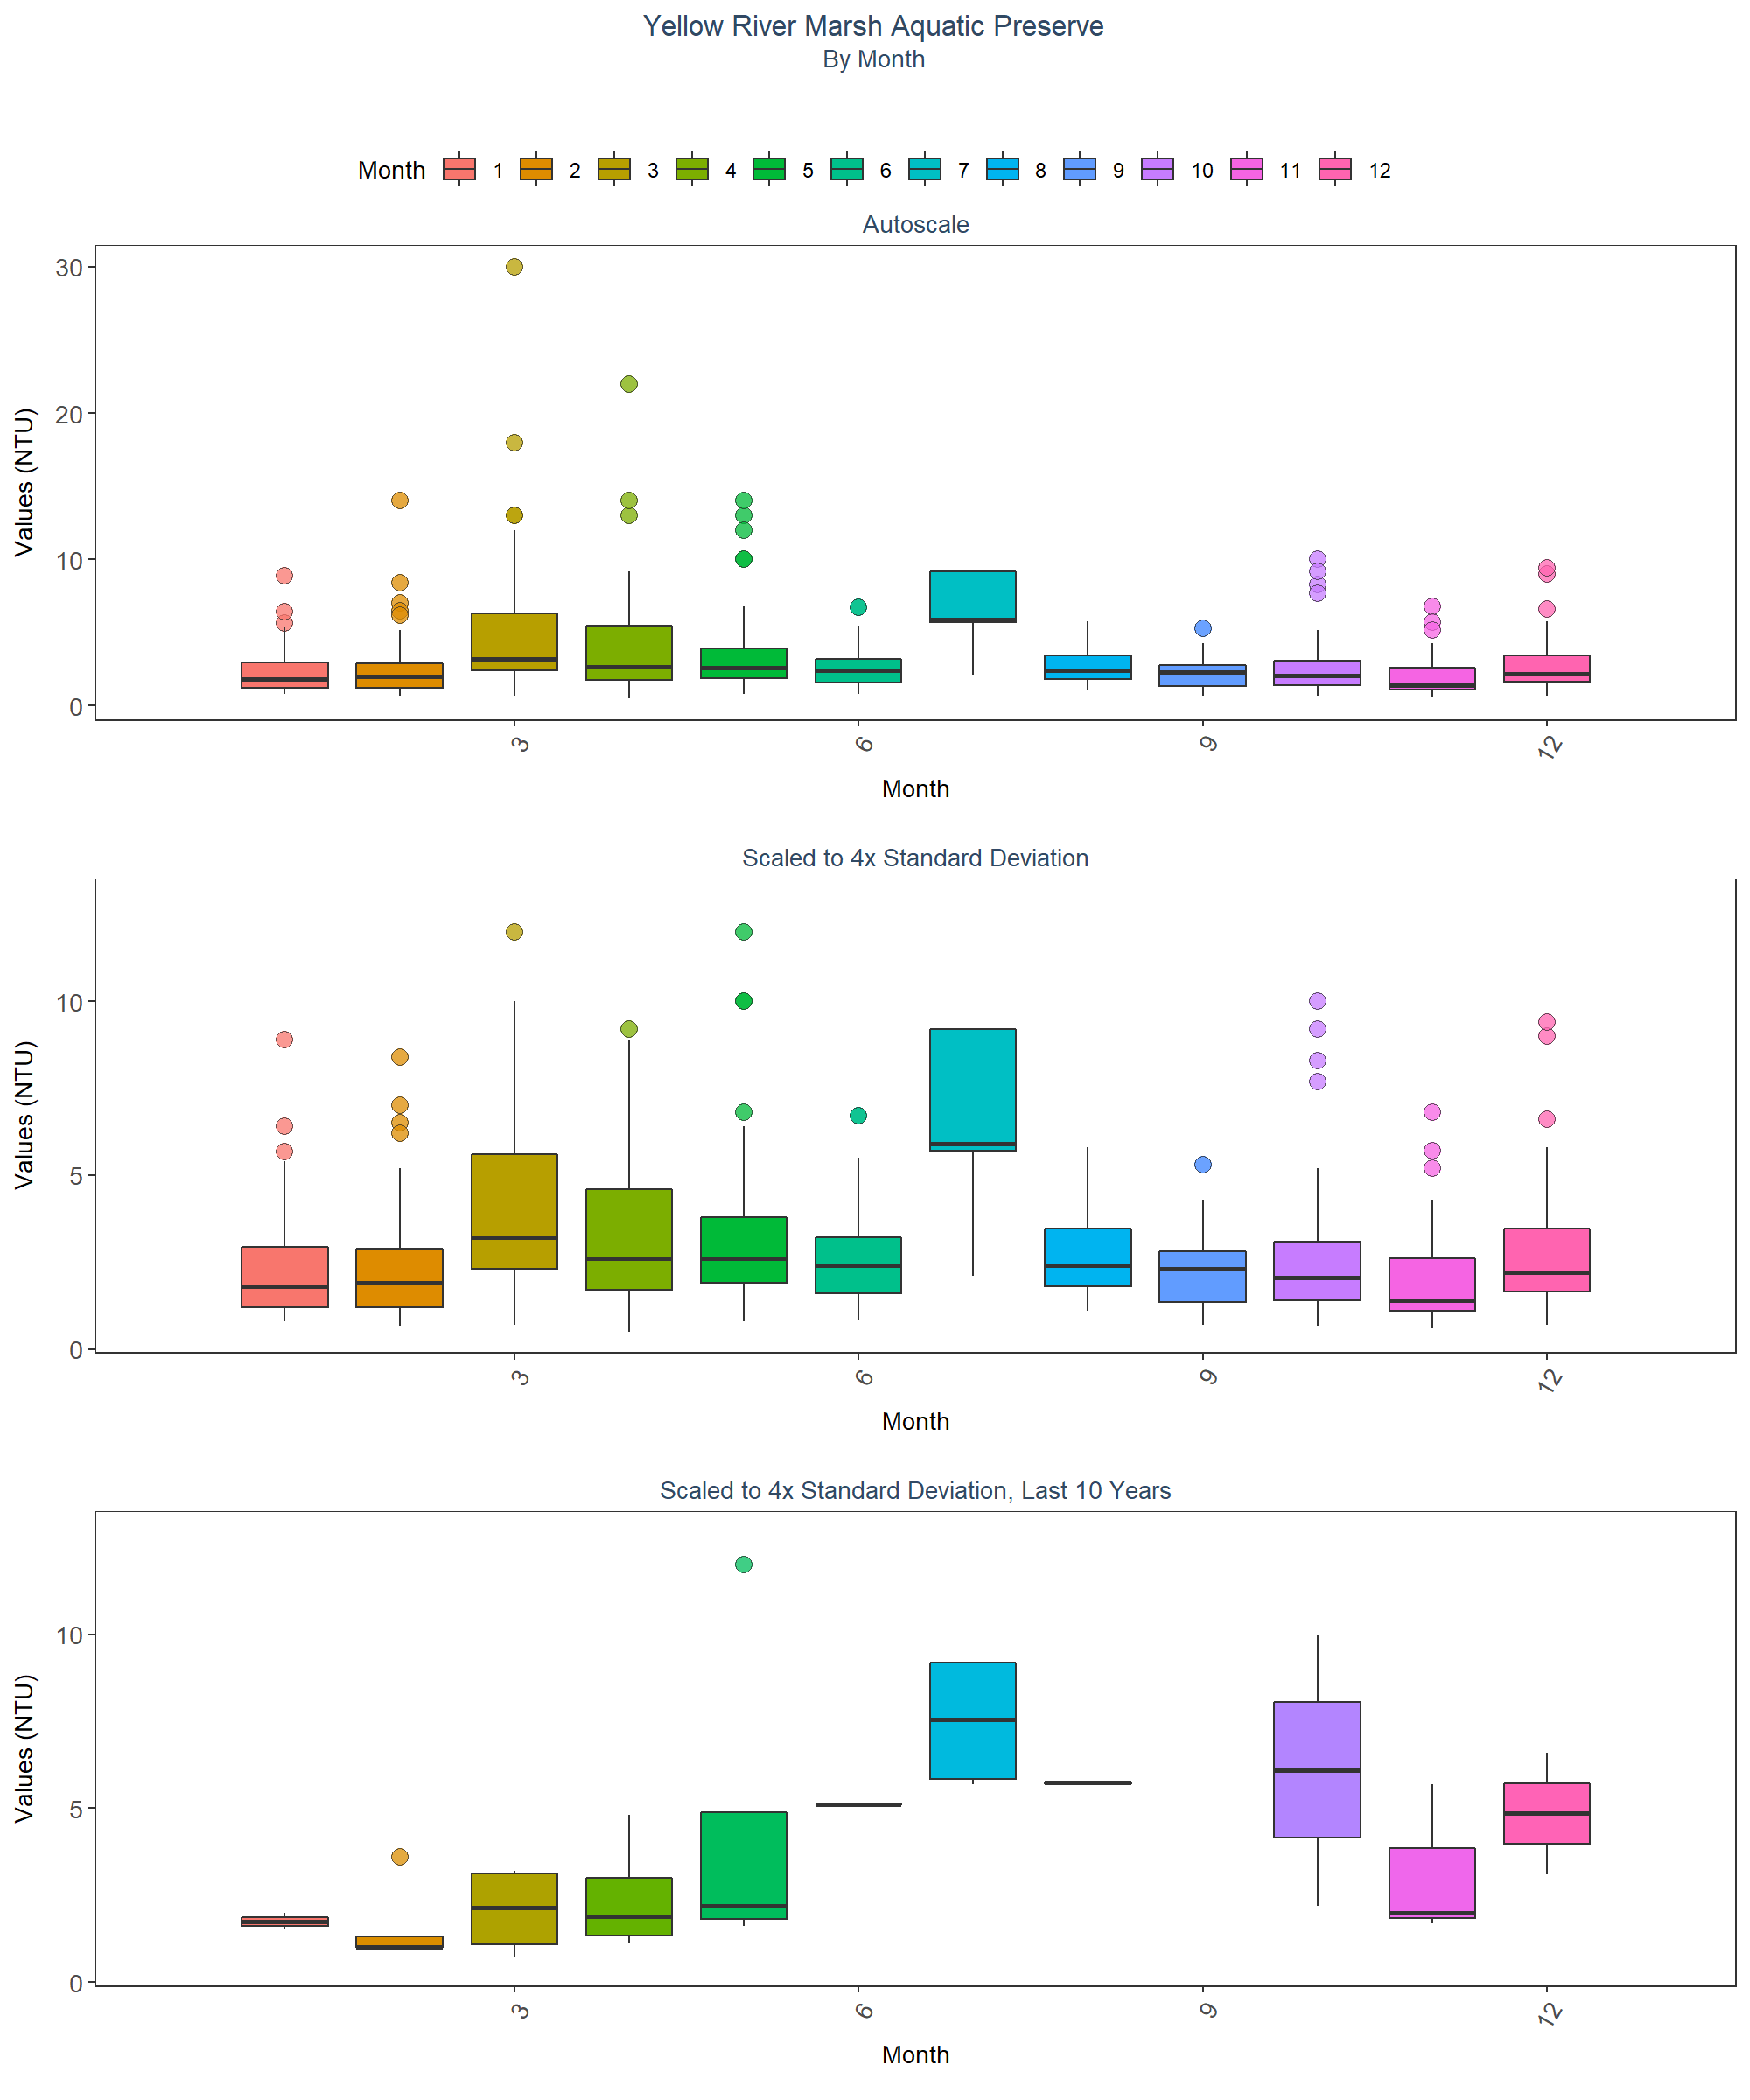 Yellow River Marsh Aquatic Preserve
By Month
Month 1 2 3 4 5 6 7 8 9 10 11 12
Autoscale
Values (NTU)
30
20
10
0
3 6 9 12
Month
Scaled to 4x Standard Deviation
Values (NTU)
10
5
0
3 6 9 12
Month
Scaled to 4x Standard Deviation, Last 10 Years
Values (NTU)
10
5
0
3 6 9 12
Month